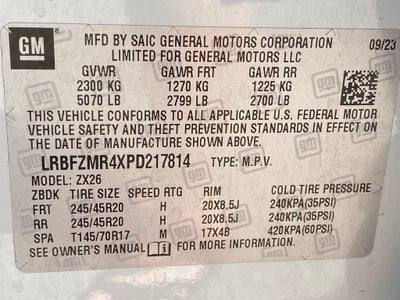 GM
MFD BY SAIC GENERAL MOTORS CORPORATION
LIMITED FOR GENERAL MOTORS LLC
09/23
GVWR GAWR FRT GAWR RR
2300 KG 1270 KG 1225 KG
5070 LB 2799 LB 2700 LB
THIS VEHICLE CONFORMS TO ALL APPLICABLE U.S. FEDERAL MOTOR
VEHICLE SAFETY AND THEFT PREVENTION STANDARDS IN EFFECT ON
THE DATE OF MANUFACTURE SHOWN ABOVE.
LRBFZMR4XPD217814 TYPE: M.P.V.
MODEL: ZX26
ZBDK TIRE SIZE SPEED RTG RIM COLD TIRE PRESSURE
FRT 245/45R20 H 20X8.5J 240KPA(35PSI)
RR 245/45R20 H 20X8.5J 240KPA(35PSI)
SPA T145/70R17 M 17X4B 420KPA(60PSI)
SEE OWNER'S MANUAL FOR MORE INFORMATION.